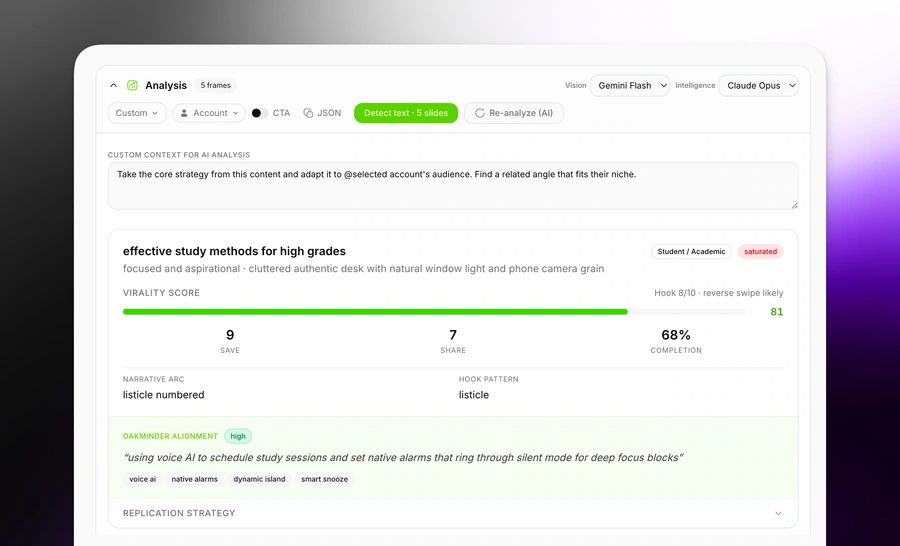 Analysis 5 frames Vision Gemini Flash Intelligence Claude Opus
Custom Account CTA JSON Detect text · 5 slides Re-analyze (AI)
CUSTOM CONTEXT FOR AI ANALYSIS
Take the core strategy from this content and adapt it to @selected account's audience. Find a related angle that fits their niche.
effective study methods for high grades Student / Academic saturated
focused and aspirational · cluttered authentic desk with natural window light and phone camera grain
VIRALITY SCORE Hook 8/10 · reverse swipe likely
81
9 7 68%
SAVE SHARE COMPLETION
NARRATIVE ARC HOOK PATTERN
listicle numbered listicle
OAKMINDER ALIGNMENT high
“using voice AI to schedule study sessions and set native alarms that ring through silent mode for deep focus blocks”
voice ai native alarms dynamic island smart snooze
REPLICATION STRATEGY